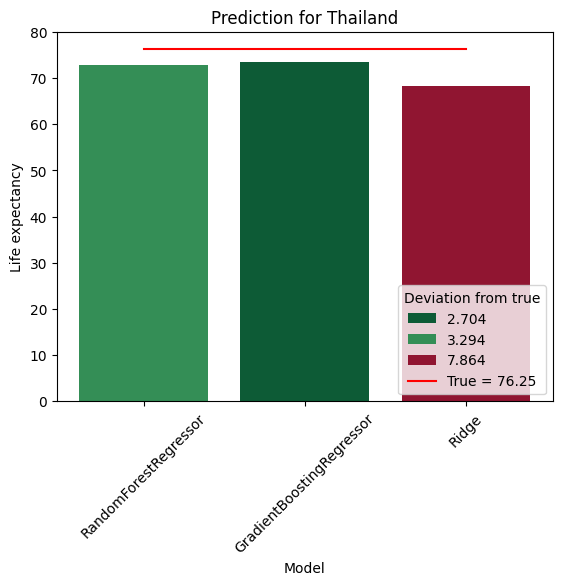 Prediction for Thailand
Life expectancy
80
70
60
50
40
30
20
10
0
Deviation from true
2.704
3.294
7.864
True = 76.25
RandomForestRegressor
GradientBoostingRegressor
Ridge
Model